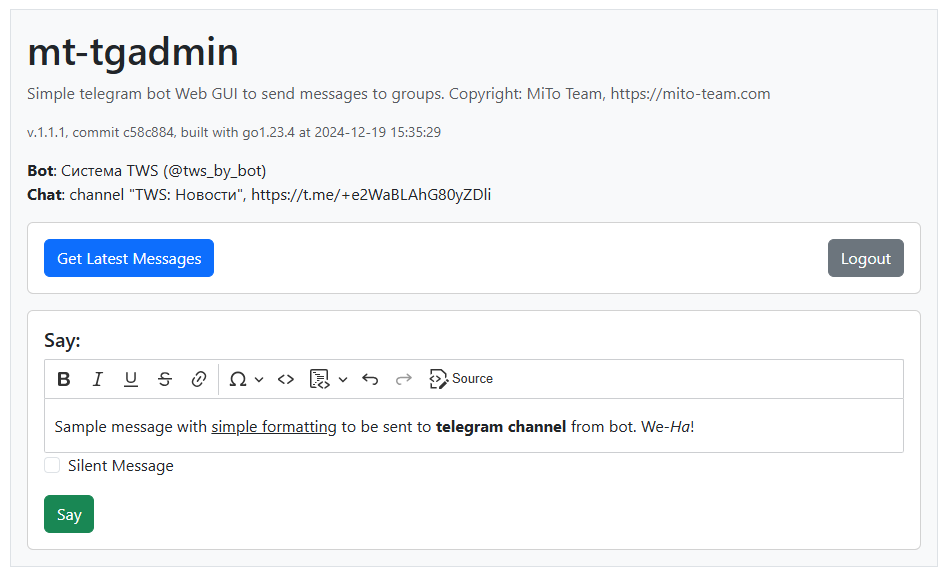 mt-tgadmin
Simple telegram bot Web GUI to send messages to groups. Copyright: MiTo Team, https://mito-team.com
v.1.1.1, commit c58c884, built with go1.23.4 at 2024-12-19 15:35:29
Bot: Система TWS (@tws_by_bot)
Chat: channel "TWS: Новости", https://t.me/+e2WaBLAhG80yZDli
Get Latest Messages Logout
Say:
B I U S Ω <> Source
Sample message with simple formatting to be sent to telegram channel from bot. We-Ha!
Silent Message
Say